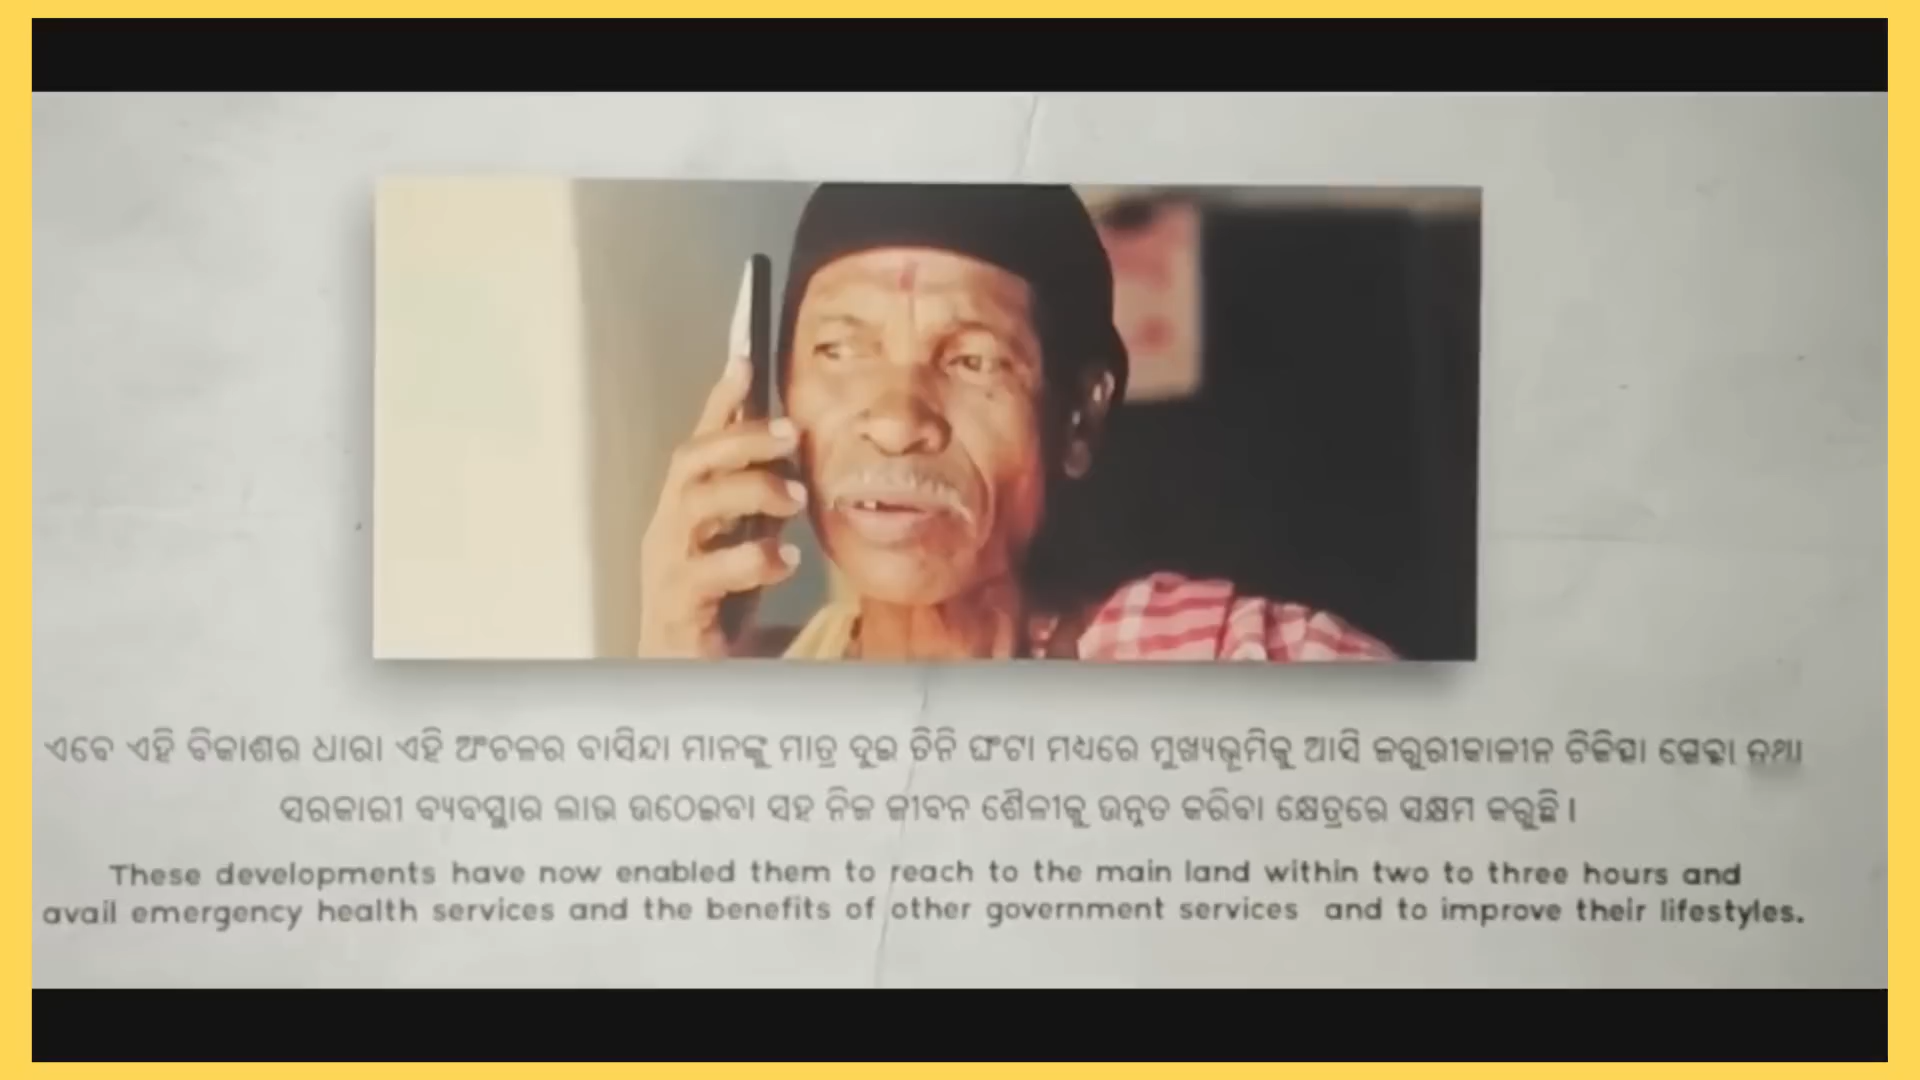 ଏବେ ଏହି ବିକାଶର ଧାରା ଏହି ଅଂଚଳର ବାସିନ୍ଦା ମାନଙ୍କୁ ମାତ୍ର ଦୁଇ ତିନି ଘଂଟା ମଧ୍ୟରେ ମୁଖ୍ୟଭୂମିକୁ ଆସି ଜରୁରୀକାଳୀନ ଚିକିତ୍ସା ସେବା ତଥା
ସରକାରୀ ବ୍ୟବସ୍ଥାର ଲାଭ ଉଠେଇବା ସହ ନିଜ ଜୀବନ ଶୈଳୀକୁ ଉନ୍ନତ କରିବା କ୍ଷେତ୍ରରେ ସକ୍ଷମ କରୁଛି ।
These developments have now enabled them to reach to the main land within two to three hours and
avail emergency health services and the benefits of other government services and to improve their lifestyles.